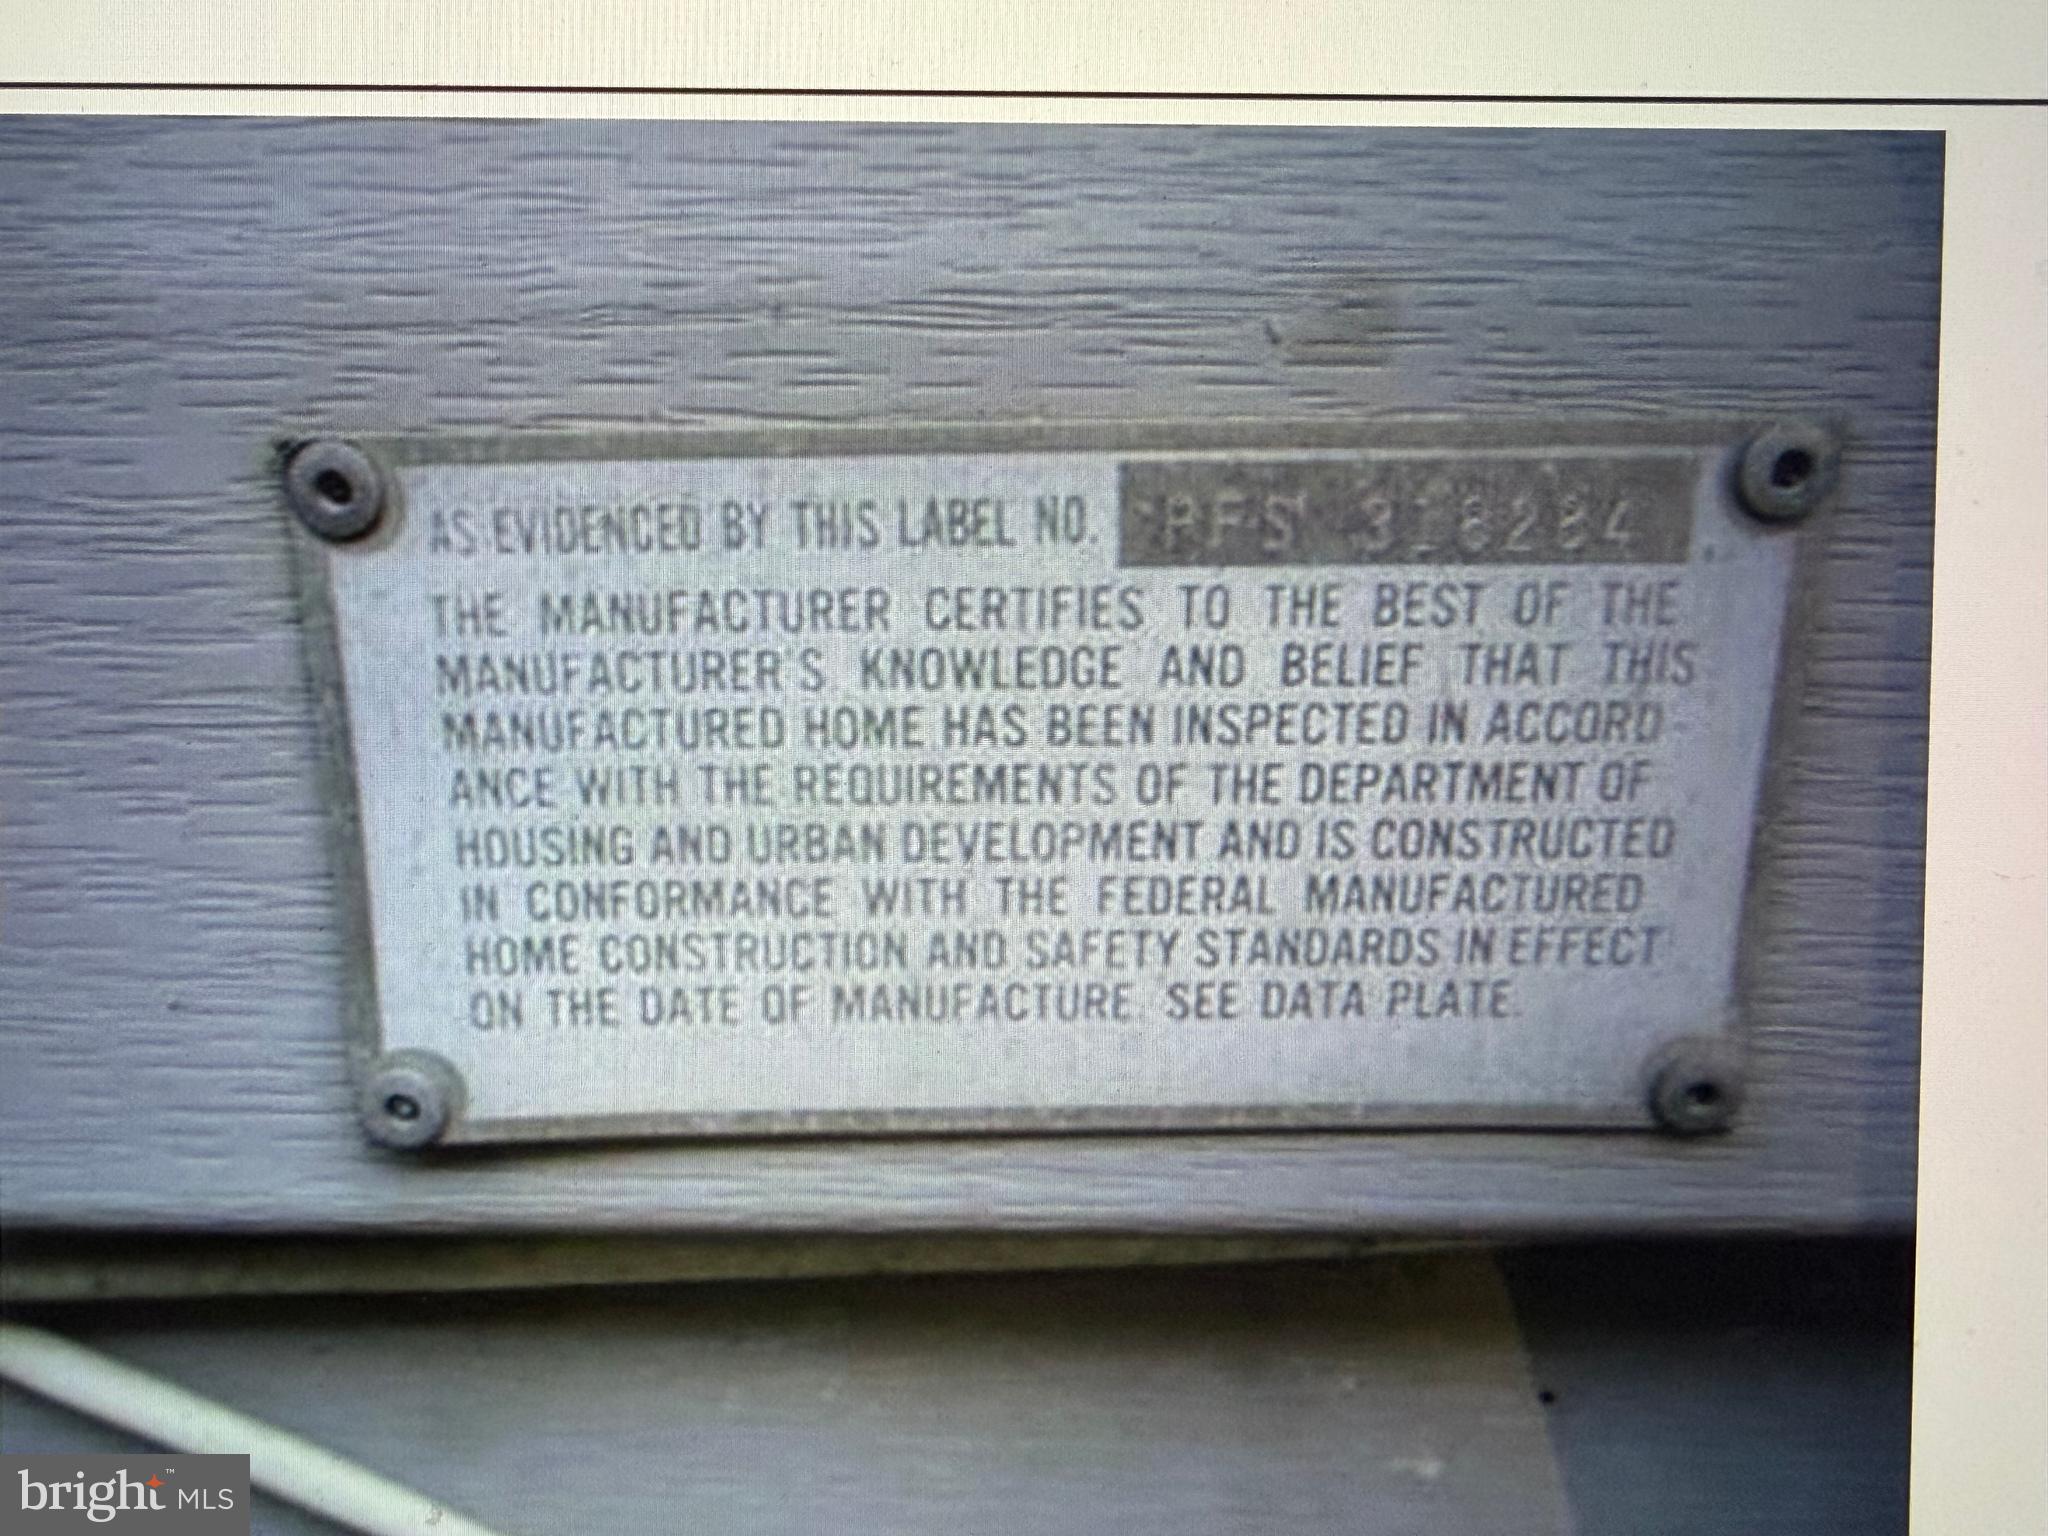 AS EVIDENCED BY THIS LABEL NO. PFS 318284
THE MANUFACTURER CERTIFIES TO THE BEST OF THE
MANUFACTURER'S KNOWLEDGE AND BELIEF THAT THIS
MANUFACTURED HOME HAS BEEN INSPECTED IN ACCORD-
ANCE WITH THE REQUIREMENTS OF THE DEPARTMENT OF
HOUSING AND URBAN DEVELOPMENT AND IS CONSTRUCTED
IN CONFORMANCE WITH THE FEDERAL MANUFACTURED
HOME CONSTRUCTION AND SAFETY STANDARDS IN EFFECT
ON THE DATE OF MANUFACTURE. SEE DATA PLATE.
bright™ MLS